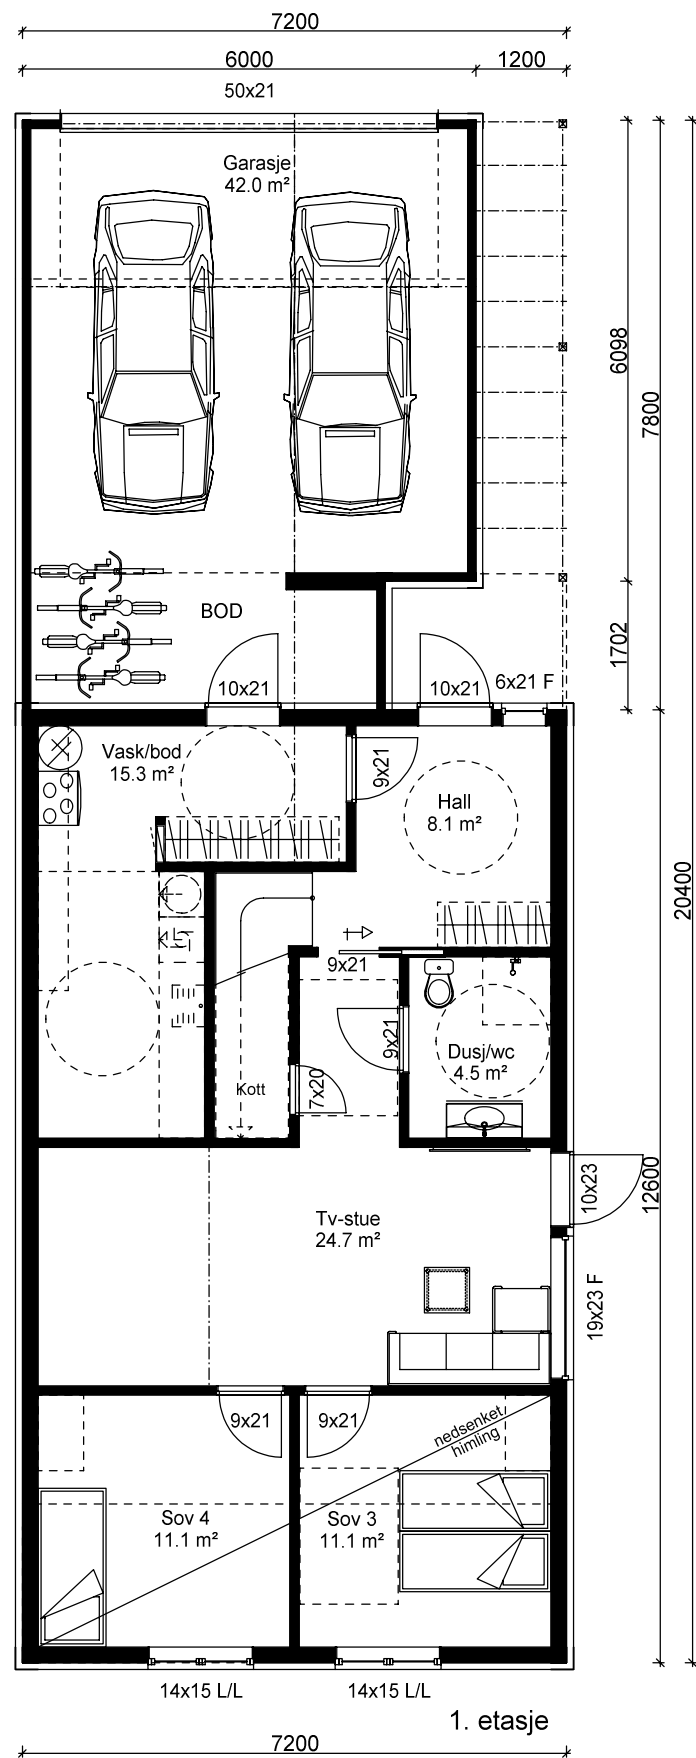 7200
6000 1200
50x21
Garasje
42.0 m²
6098
7800
BOD
1702
10x21
10x21
6x21 F
Vask/bod
15.3 m²
9x21
Hall
8.1 m²
20400
9x21
9x21
Dusj/wc
4.5 m²
7x20
Kott
10x23
12600
Tv-stue
24.7 m²
19x23 F
9x21
9x21
nedsenket
himling
Sov 4
11.1 m²
Sov 3
11.1 m²
14x15 L/L
14x15 L/L
1. etasje
7200